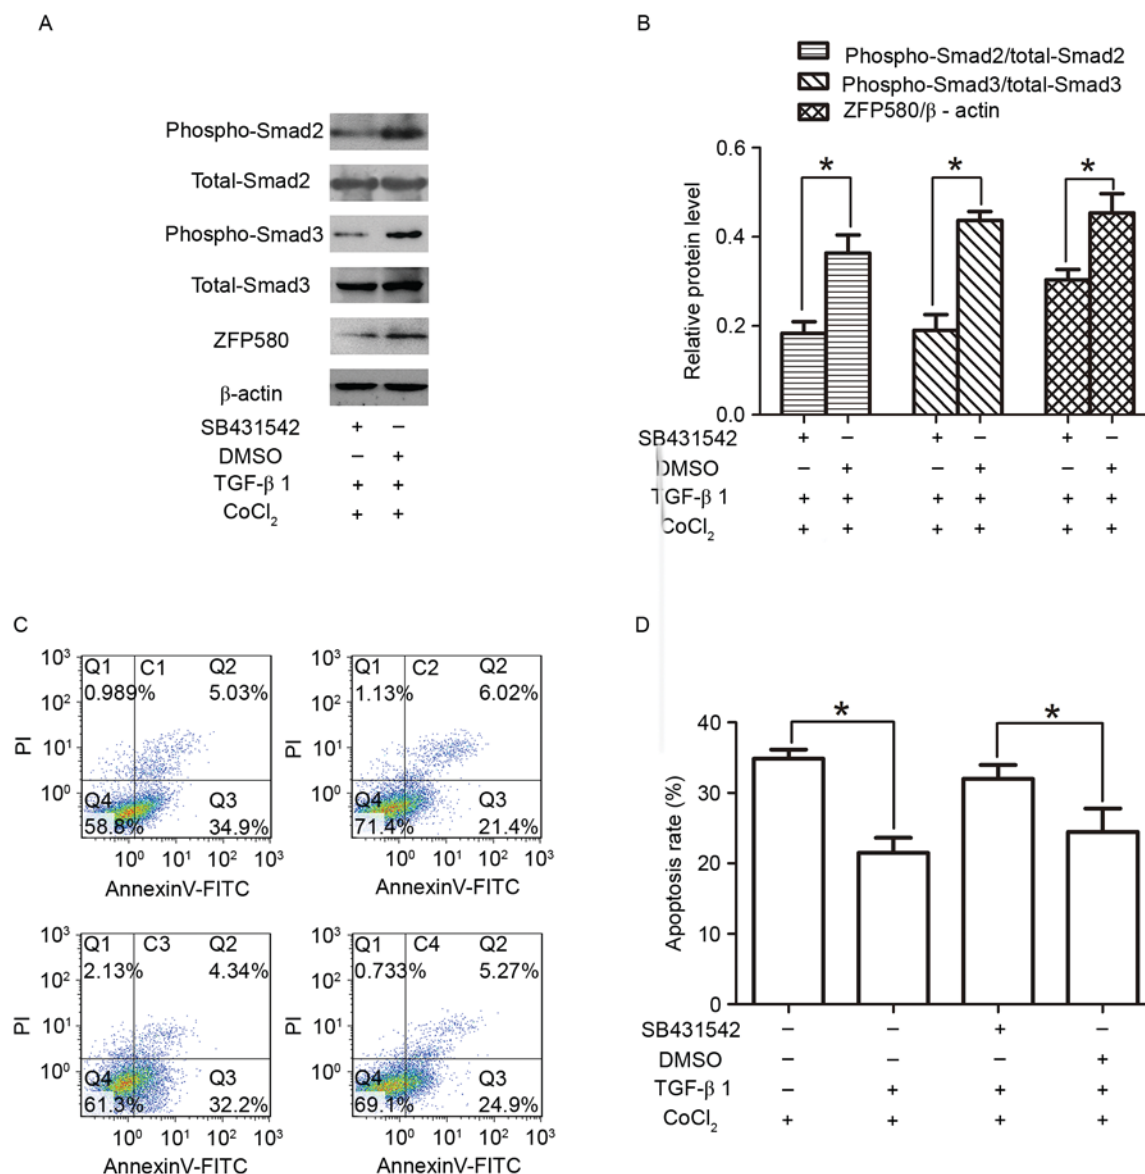 A
Phospho-Smad2
Total-Smad2
Phospho-Smad3
Total-Smad3
ZFP580
β-actin
SB431542 + –
DMSO – +
TGF-β 1 + +
CoCl₂ + +
B
Phospho-Smad2/total-Smad2
Phospho-Smad3/total-Smad3
ZFP580/β - actin
Relative protein level
0.6
0.4
0.2
0.0
* * *
SB431542 + – + – + –
DMSO – + – + – +
TGF-β 1 + + + + + +
CoCl₂ + + + + + +
C
Q1 C1 Q2
0.989% 5.03%
Q4 Q3
58.8% 34.9%
PI
10³
10²
10¹
10⁰
10⁰ 10¹ 10² 10³
AnnexinV-FITC
Q1 C2 Q2
1.13% 6.02%
Q4 Q3
71.4% 21.4%
PI
10³
10²
10¹
10⁰
10⁰ 10¹ 10² 10³
AnnexinV-FITC
Q1 C3 Q2
2.13% 4.34%
Q4 Q3
61.3% 32.2%
PI
10³
10²
10¹
10⁰
10⁰ 10¹ 10² 10³
AnnexinV-FITC
Q1 C4 Q2
0.733% 5.27%
Q4 Q3
69.1% 24.9%
PI
10³
10²
10¹
10⁰
10⁰ 10¹ 10² 10³
AnnexinV-FITC
D
Apoptosis rate (%)
40
30
20
10
0
* *
SB431542 – – + –
DMSO – – – +
TGF-β 1 – + + +
CoCl₂ + + + +